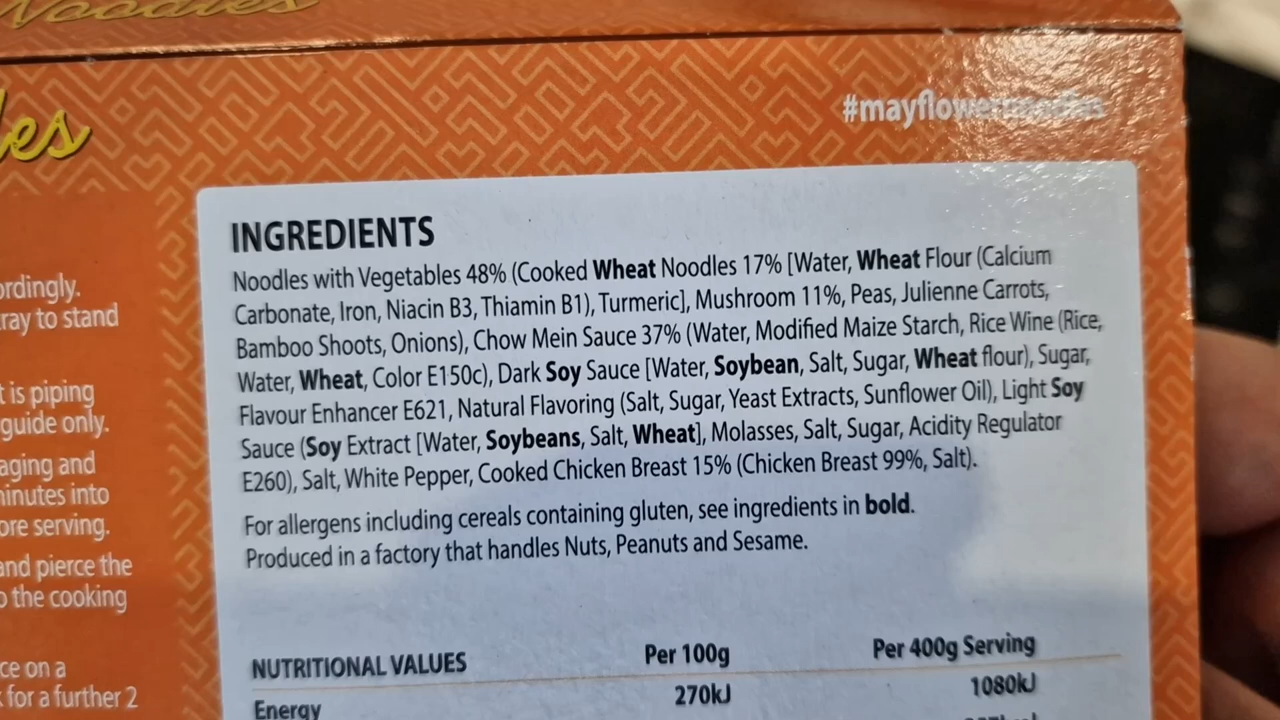 Noodles
les
#mayflowernoodles
INGREDIENTS
Noodles with Vegetables 48% (Cooked Wheat Noodles 17% [Water, Wheat Flour (Calcium
Carbonate, Iron, Niacin B3, Thiamin B1), Turmeric], Mushroom 11%, Peas, Julienne Carrots,
Bamboo Shoots, Onions), Chow Mein Sauce 37% (Water, Modified Maize Starch, Rice Wine (Rice,
Water, Wheat, Color E150c), Dark Soy Sauce [Water, Soybean, Salt, Sugar, Wheat flour), Sugar,
Flavour Enhancer E621, Natural Flavoring (Salt, Sugar, Yeast Extracts, Sunflower Oil), Light Soy
Sauce (Soy Extract [Water, Soybeans, Salt, Wheat], Molasses, Salt, Sugar, Acidity Regulator
E260), Salt, White Pepper, Cooked Chicken Breast 15% (Chicken Breast 99%, Salt).
For allergens including cereals containing gluten, see ingredients in bold.
Produced in a factory that handles Nuts, Peanuts and Sesame.
NUTRITIONAL VALUES Per 100g Per 400g Serving
Energy 270kJ 1080kJ
ordingly.
ray to stand
t is piping
guide only.
aging and
minutes into
ore serving.
and pierce the
o the cooking
ce on a
k for a further 2